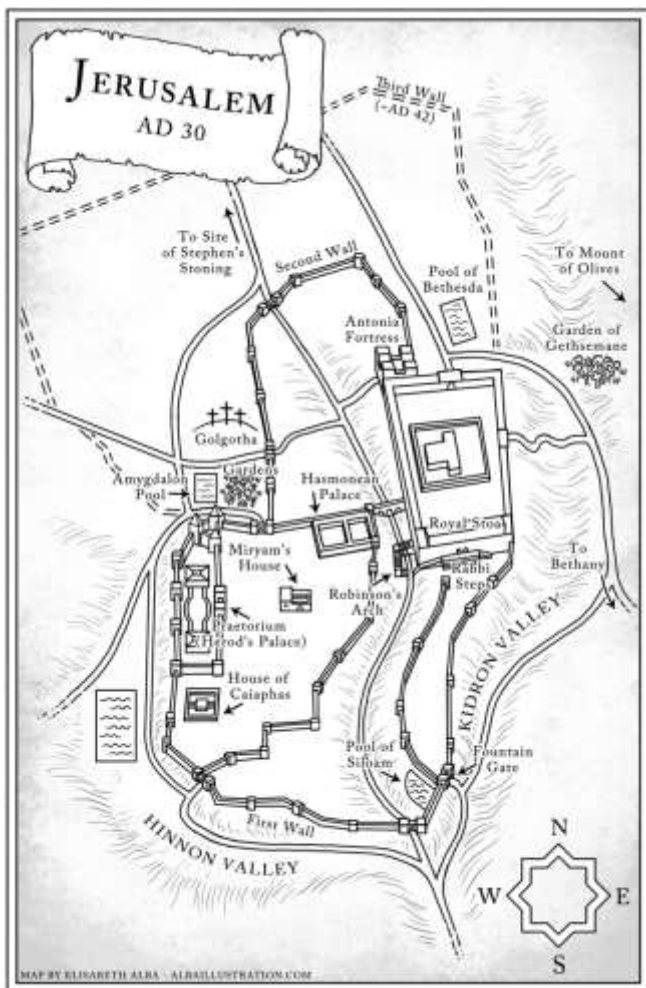 JERUSALEM
AD 30
Third Wall
(~AD 42)
To Site
of Stephen's
Stoning
Second Wall
Pool of
Bethesda
To Mount
of Olives
Antonia
Fortress
Garden of
Gethsemane
Golgotha
Amygdalon
Pool
Gardens
Hasmonean
Palace
Royal Stoa
Miryam's
House
Robinson's
Arch
Rabbi
Steps
To
Bethany
Praetorium
(Herod's Palace)
House of
Caiaphas
KIDRON VALLEY
Pool of
Siloam
Fountain
Gate
First Wall
HINNON VALLEY
N
W
E
S
MAP BY ELISABETH ALBA - ALBAILLUSTRATION.COM